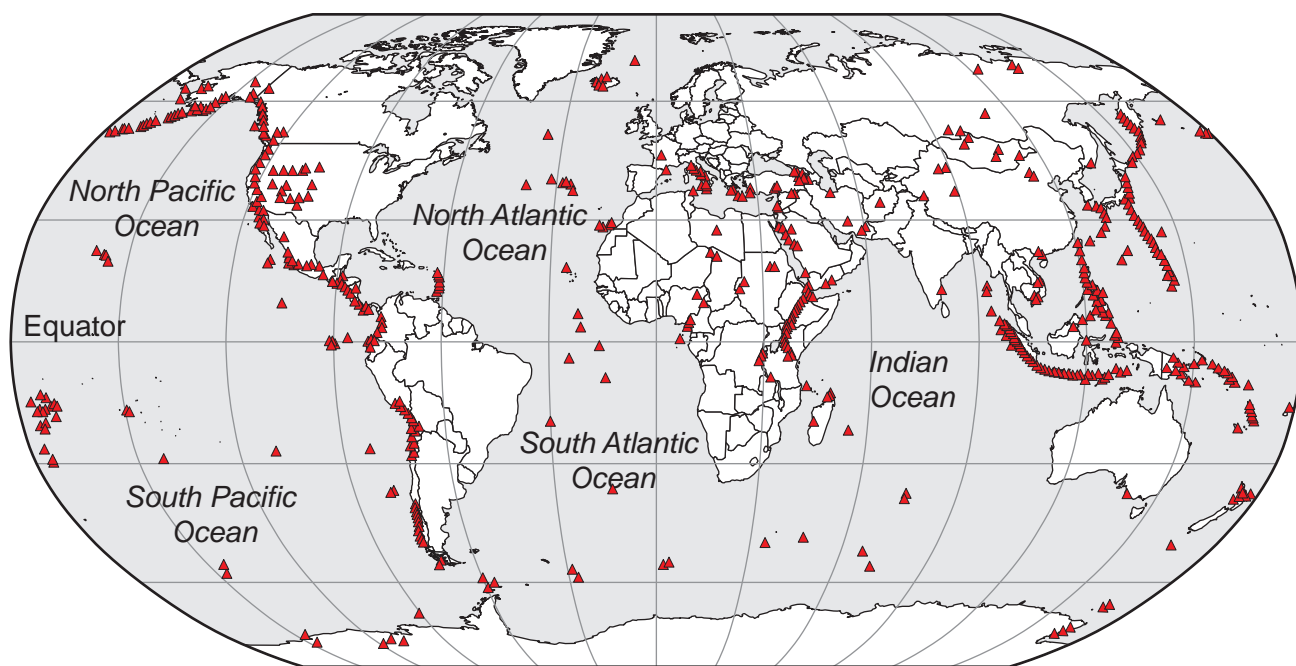 North Pacific
Ocean
North Atlantic
Ocean
Equator
Indian
Ocean
South Atlantic
Ocean
South Pacific
Ocean